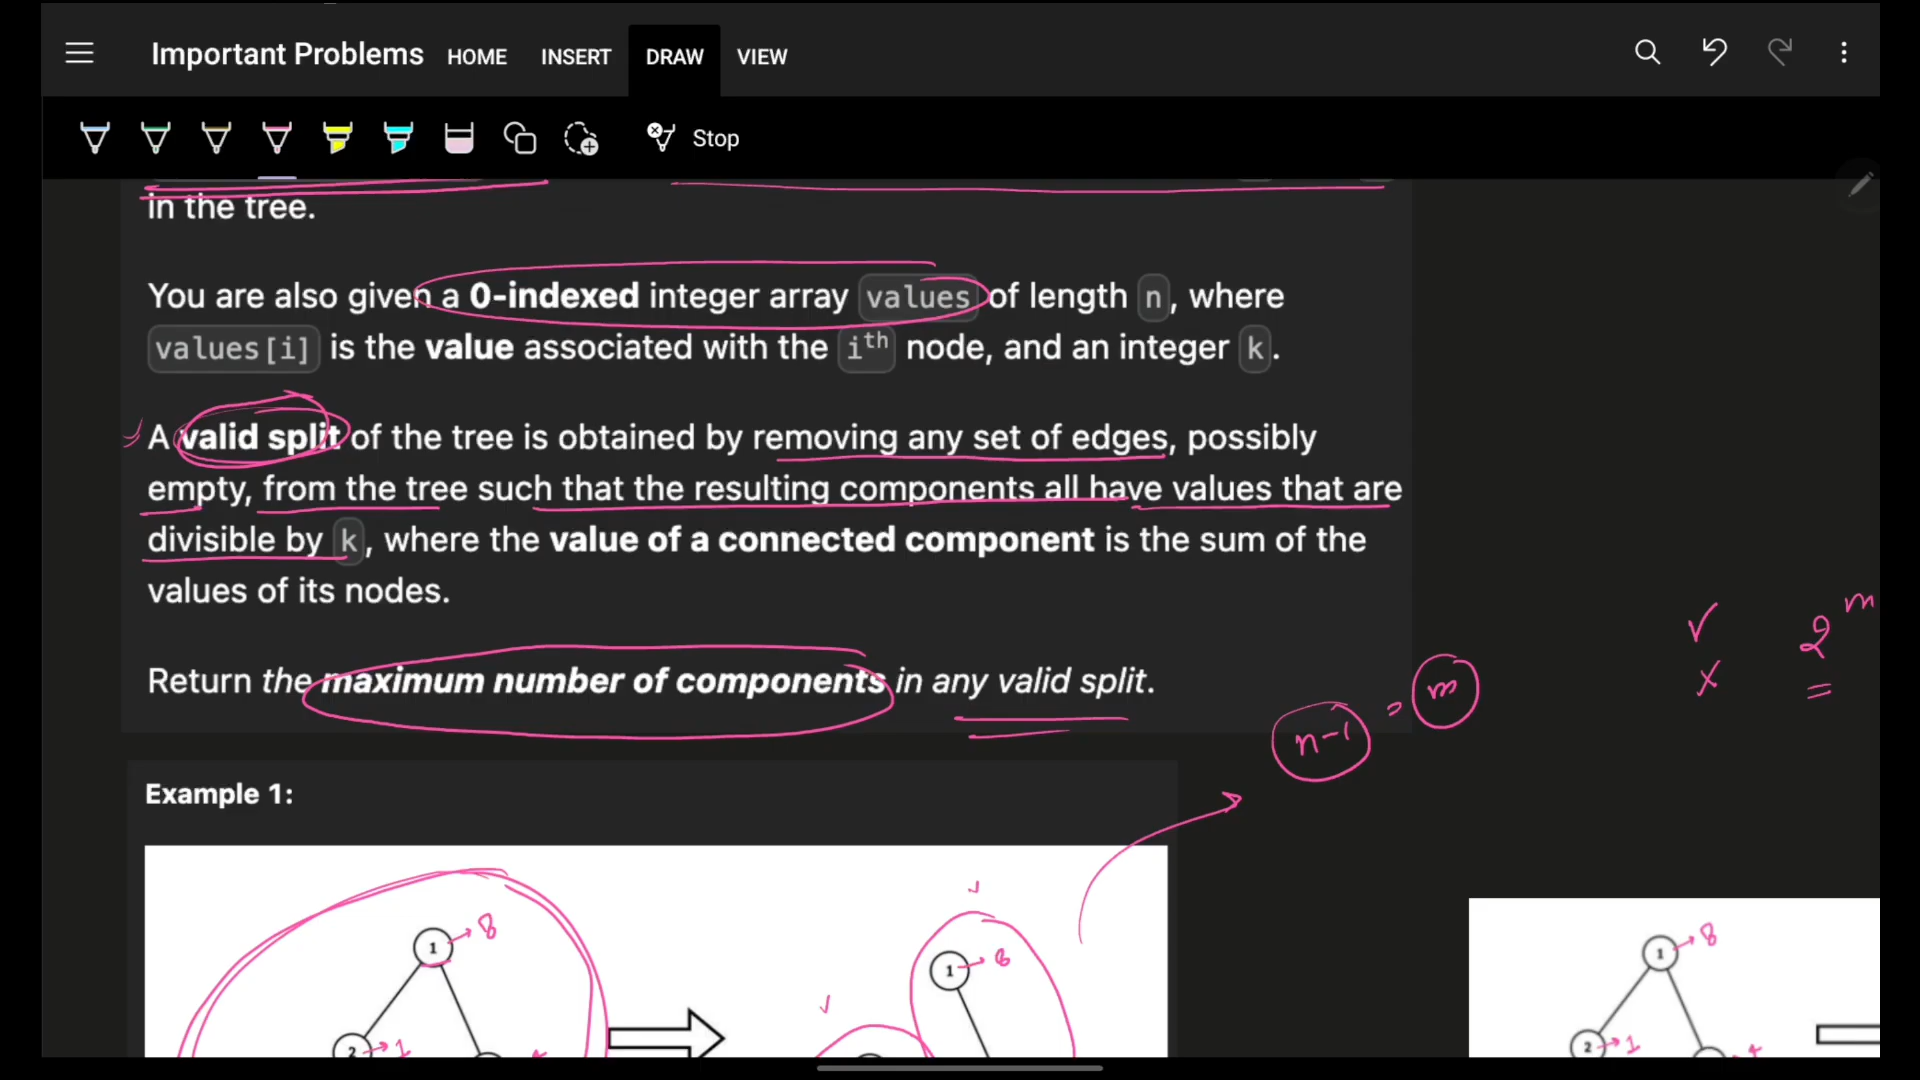 Important Problems HOME INSERT DRAW VIEW
Stop
in the tree.
You are also given a 0-indexed integer array values of length n, where
values[i] is the value associated with the ith node, and an integer k.
A valid split of the tree is obtained by removing any set of edges, possibly
empty, from the tree such that the resulting components all have values that are
divisible by k, where the value of a connected component is the sum of the
values of its nodes.
Return the maximum number of components in any valid split.
n-1 = m
2^m
=
Example 1:
1 → 8
2 → 1
1 → 8
1 → 8
2 → 1